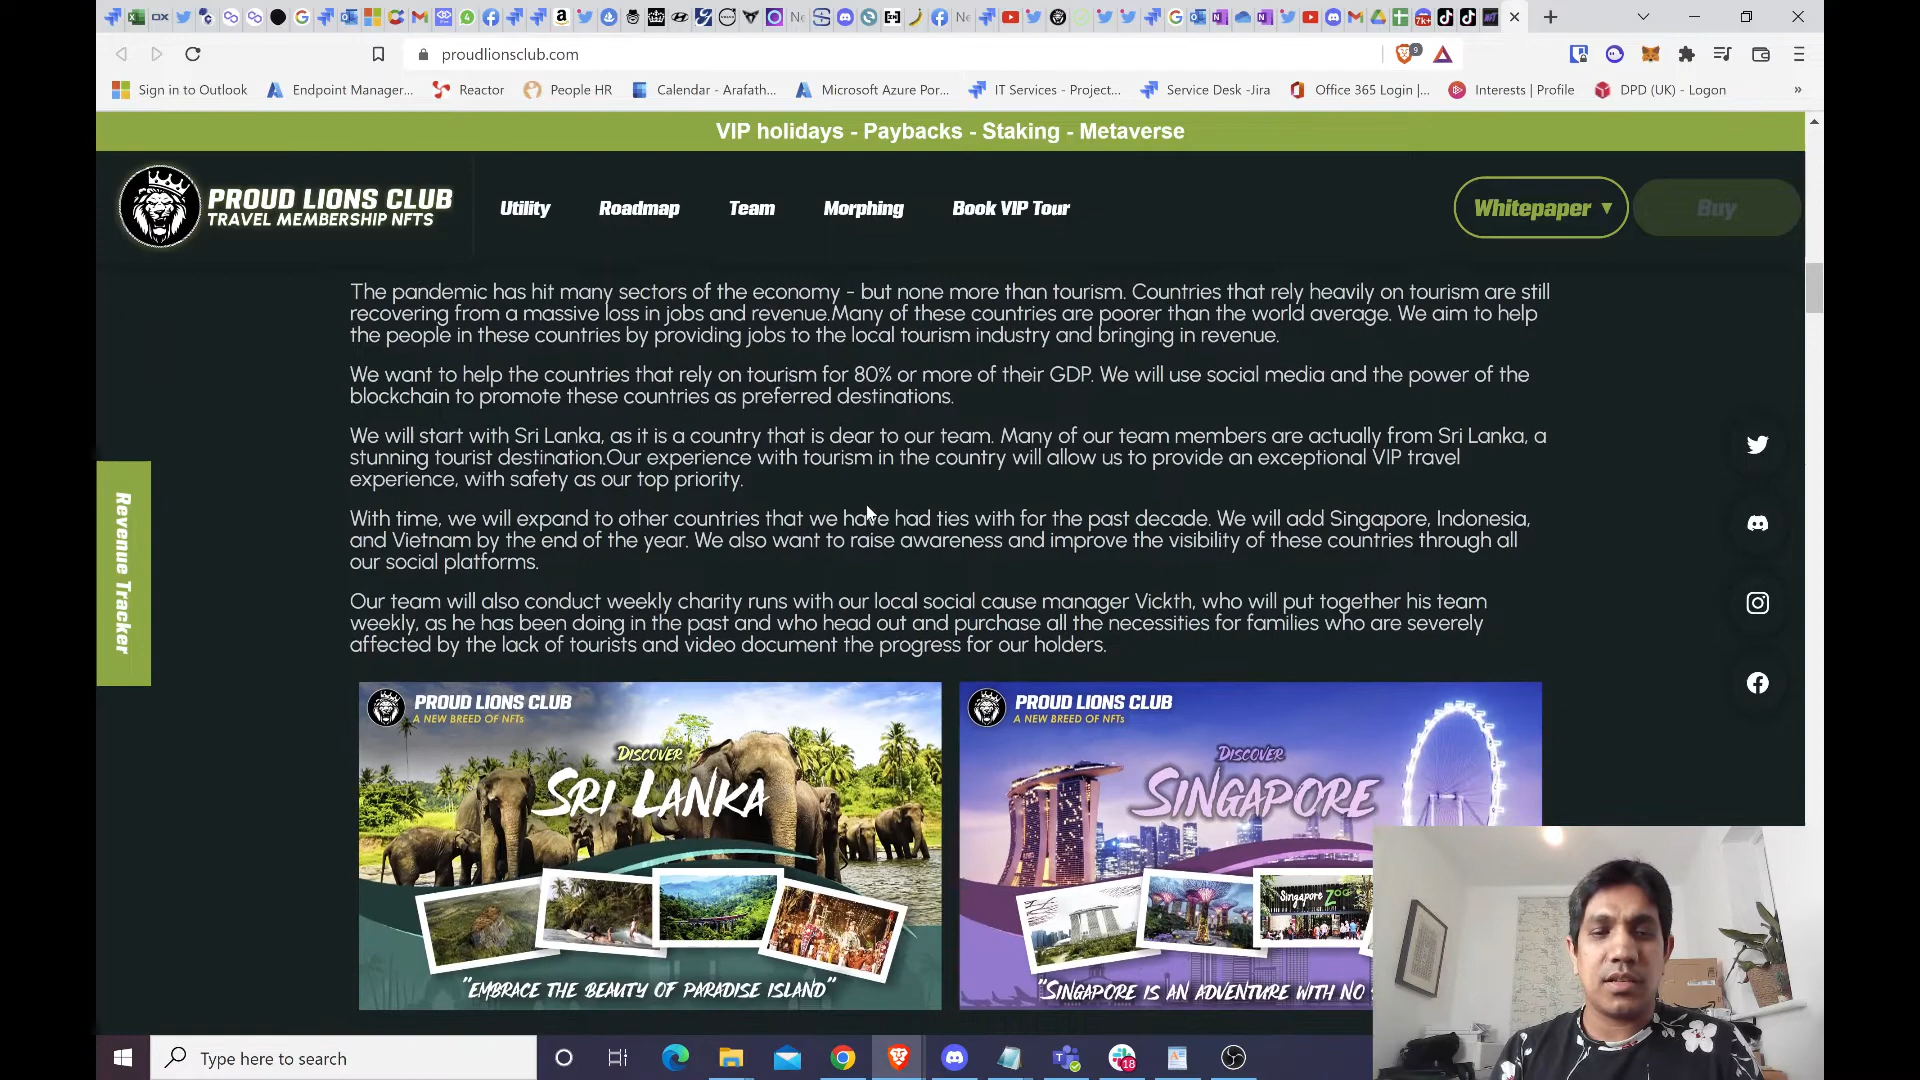 proudlionsclub.com
9
Sign in to Outlook
Endpoint Manager...
Reactor
People HR
Calendar - Arafath...
Microsoft Azure Por...
IT Services - Project...
Service Desk -Jira
Office 365 Login |...
Interests | Profile
DPD (UK) - Logon
»
VIP holidays - Paybacks - Staking - Metaverse
PROUD LIONS CLUB
TRAVEL MEMBERSHIP NFTS
Utility
Roadmap
Team
Morphing
Book VIP Tour
Whitepaper ▾
Buy
The pandemic has hit many sectors of the economy - but none more than tourism. Countries that rely heavily on tourism are still
recovering from a massive loss in jobs and revenue.Many of these countries are poorer than the world average. We aim to help
the people in these countries by providing jobs to the local tourism industry and bringing in revenue.
We want to help the countries that rely on tourism for 80% or more of their GDP. We will use social media and the power of the
blockchain to promote these countries as preferred destinations.
We will start with Sri Lanka, as it is a country that is dear to our team. Many of our team members are actually from Sri Lanka, a
stunning tourist destination.Our experience with tourism in the country will allow us to provide an exceptional VIP travel
experience, with safety as our top priority.
With time, we will expand to other countries that we have had ties with for the past decade. We will add Singapore, Indonesia,
and Vietnam by the end of the year. We also want to raise awareness and improve the visibility of these countries through all
our social platforms.
Our team will also conduct weekly charity runs with our local social cause manager Vickth, who will put together his team
weekly, as he has been doing in the past and who head out and purchase all the necessities for families who are severely
affected by the lack of tourists and video document the progress for our holders.
Revenue Tracker
PROUD LIONS CLUB
A NEW BREED OF NFTs
DISCOVER
SRI LANKA
"EMBRACE THE BEAUTY OF PARADISE ISLAND"
PROUD LIONS CLUB
A NEW BREED OF NFTs
DISCOVER
SINGAPORE
Singapore Zoo
"SINGAPORE IS AN ADVENTURE WITH NO
Type here to search
18